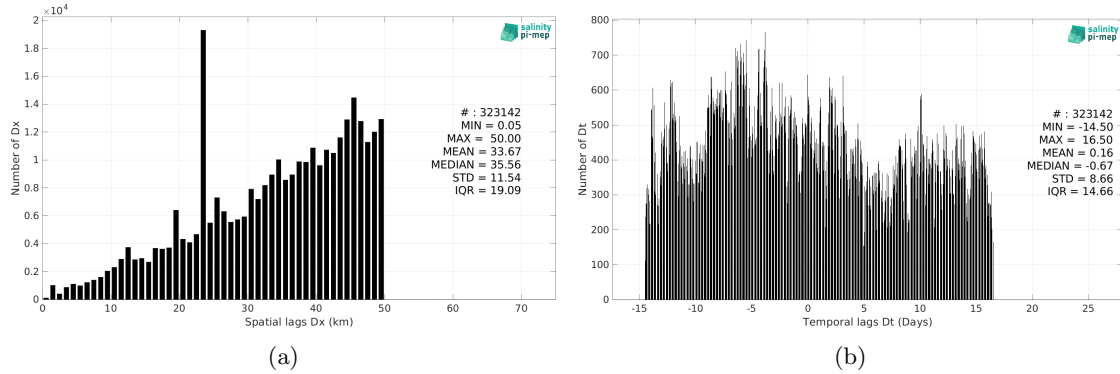 ×10⁴
2
1.8
1.6
1.4
1.2
1
0.8
0.6
0.4
0.2
0
Number of Dx
0 10 20 30 40 50 60 70
Spatial lags Dx (km)
salinity
pi-mep
# : 323142
MIN = 0.05
MAX = 50.00
MEAN = 33.67
MEDIAN = 35.56
STD = 11.54
IQR = 19.09
(a)
800
700
600
500
400
300
200
100
0
Number of Dt
-15 -10 -5 0 5 10 15 20 25
Temporal lags Dt (Days)
salinity
pi-mep
# : 323142
MIN = -14.50
MAX = 16.50
MEAN = 0.16
MEDIAN = -0.67
STD = 8.66
IQR = 14.66
(b)